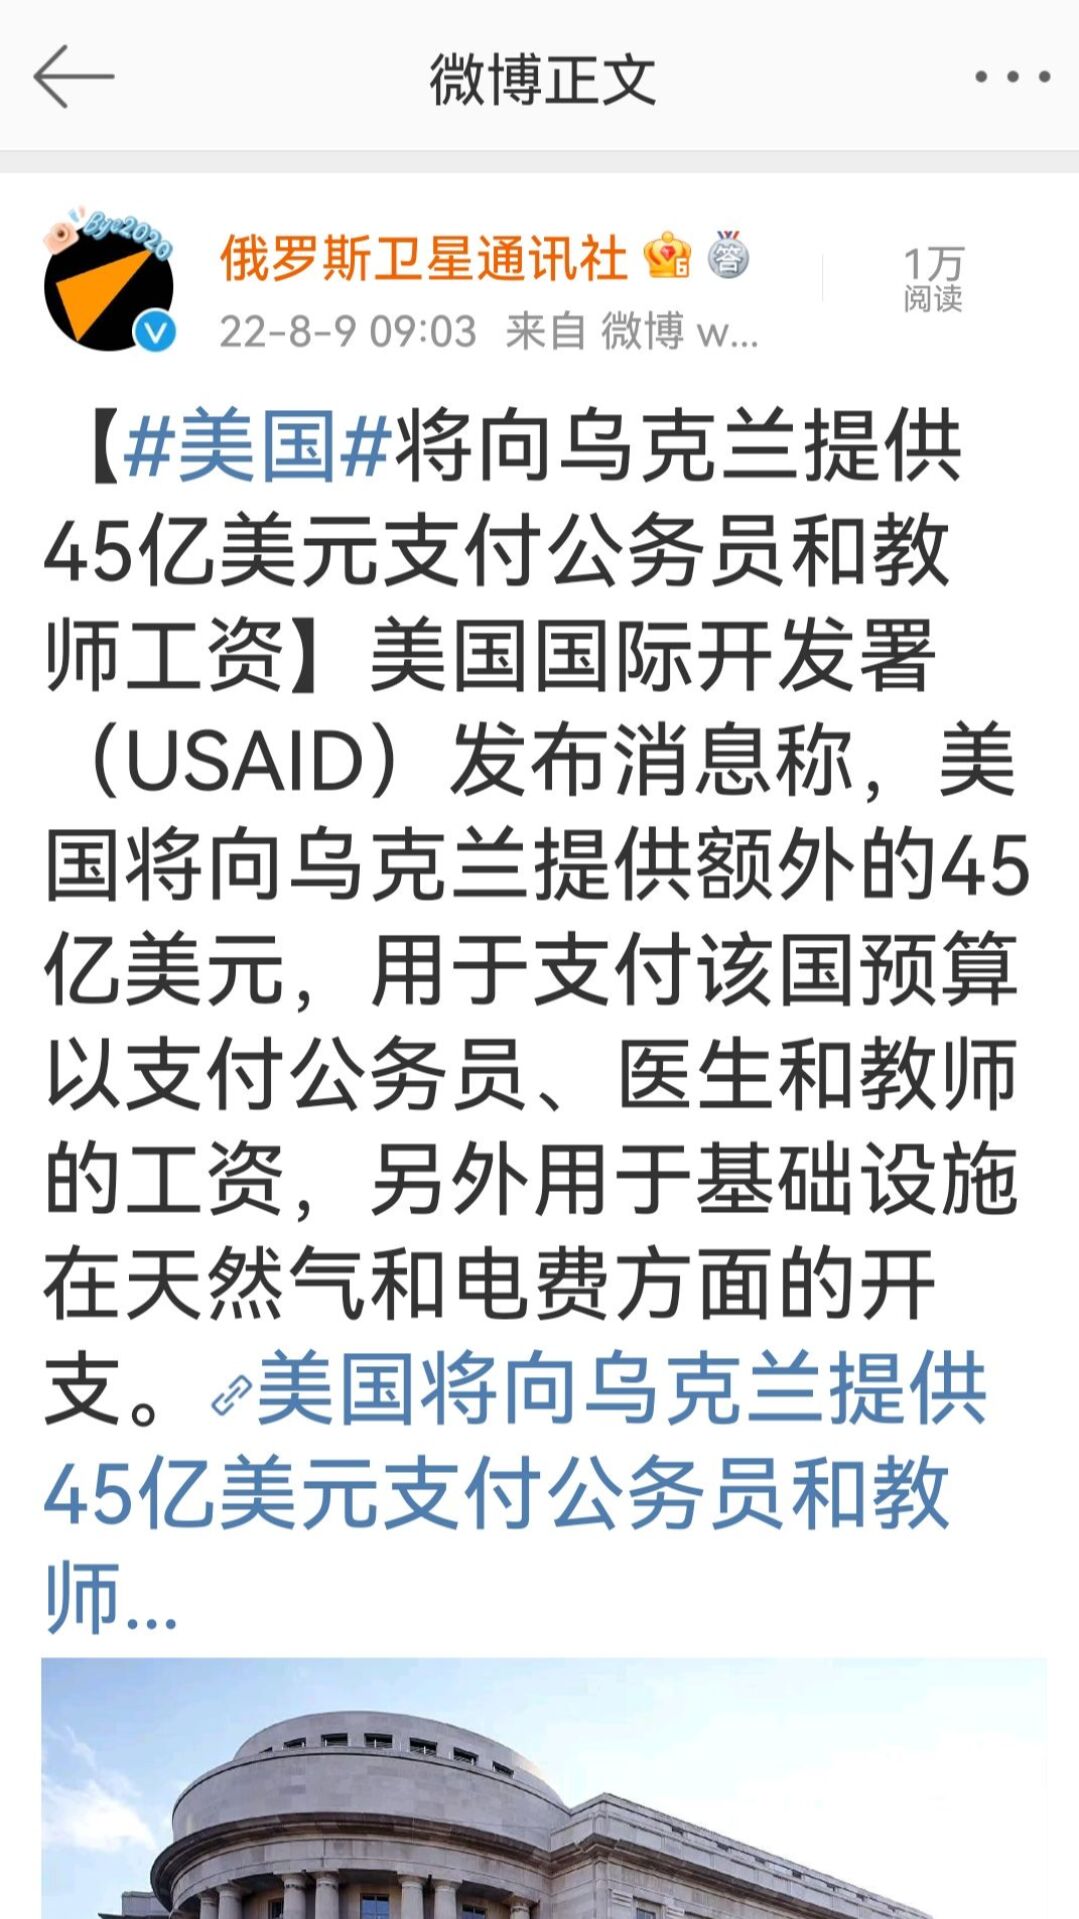 微博正文
Bye2020
俄罗斯卫星通讯社
6
答
1万
阅读
22-8-9 09:03 来自 微博 w...
【#美国#将向乌克兰提供
45亿美元支付公务员和教
师工资】美国国际开发署
（USAID）发布消息称，美
国将向乌克兰提供额外的45
亿美元，用于支付该国预算
以支付公务员、医生和教师
的工资，另外用于基础设施
在天然气和电费方面的开
支。美国将向乌克兰提供
45亿美元支付公务员和教
师...